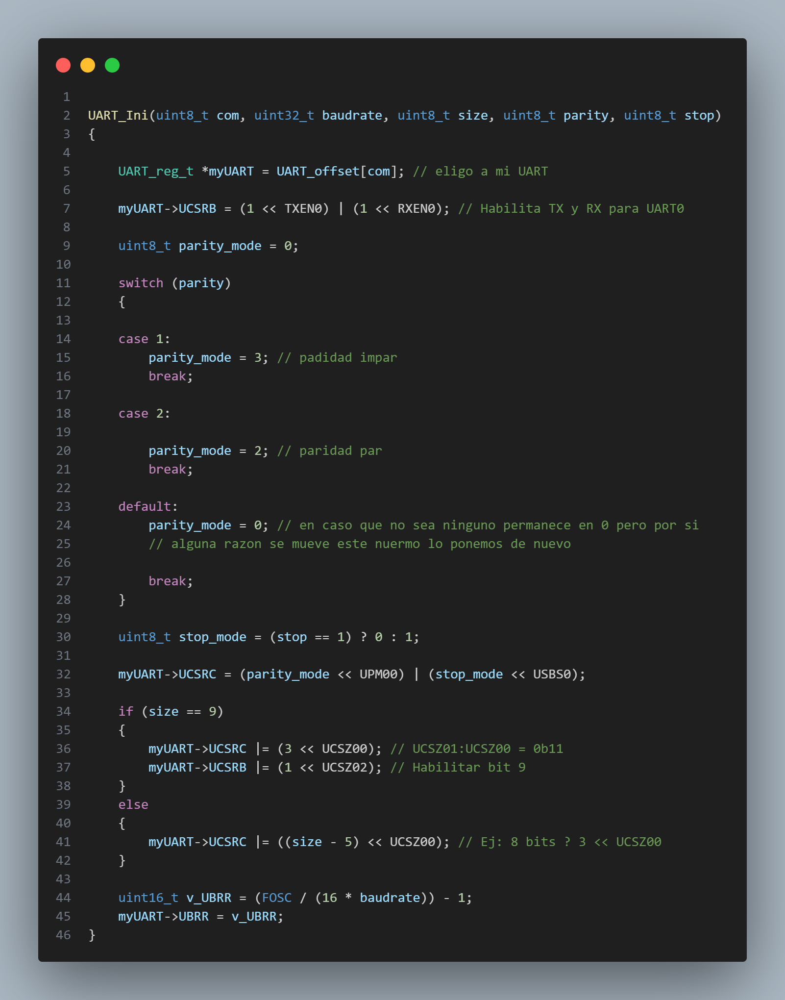 1
2 UART_Ini(uint8_t com, uint32_t baudrate, uint8_t size, uint8_t parity, uint8_t stop)
3 {
4
5     UART_reg_t *myUART = UART_offset[com]; // eligo a mi UART
6
7     myUART->UCSRB = (1 << TXEN0) | (1 << RXEN0); // Habilita TX y RX para UART0
8
9     uint8_t parity_mode = 0;
10
11     switch (parity)
12     {
13
14     case 1:
15         parity_mode = 3; // padidad impar
16         break;
17
18     case 2:
19
20         parity_mode = 2; // paridad par
21         break;
22
23     default:
24         parity_mode = 0; // en caso que no sea ninguno permanece en 0 pero por si
25         // alguna razon se mueve este nuermo lo ponemos de nuevo
26
27         break;
28     }
29
30     uint8_t stop_mode = (stop == 1) ? 0 : 1;
31
32     myUART->UCSRC = (parity_mode << UPM00) | (stop_mode << USBS0);
33
34     if (size == 9)
35     {
36         myUART->UCSRC |= (3 << UCSZ00); // UCSZ01:UCSZ00 = 0b11
37         myUART->UCSRB |= (1 << UCSZ02); // Habilitar bit 9
38     }
39     else
40     {
41         myUART->UCSRC |= ((size - 5) << UCSZ00); // Ej: 8 bits ? 3 << UCSZ00
42     }
43
44     uint16_t v_UBRR = (FOSC / (16 * baudrate)) - 1;
45     myUART->UBRR = v_UBRR;
46 }